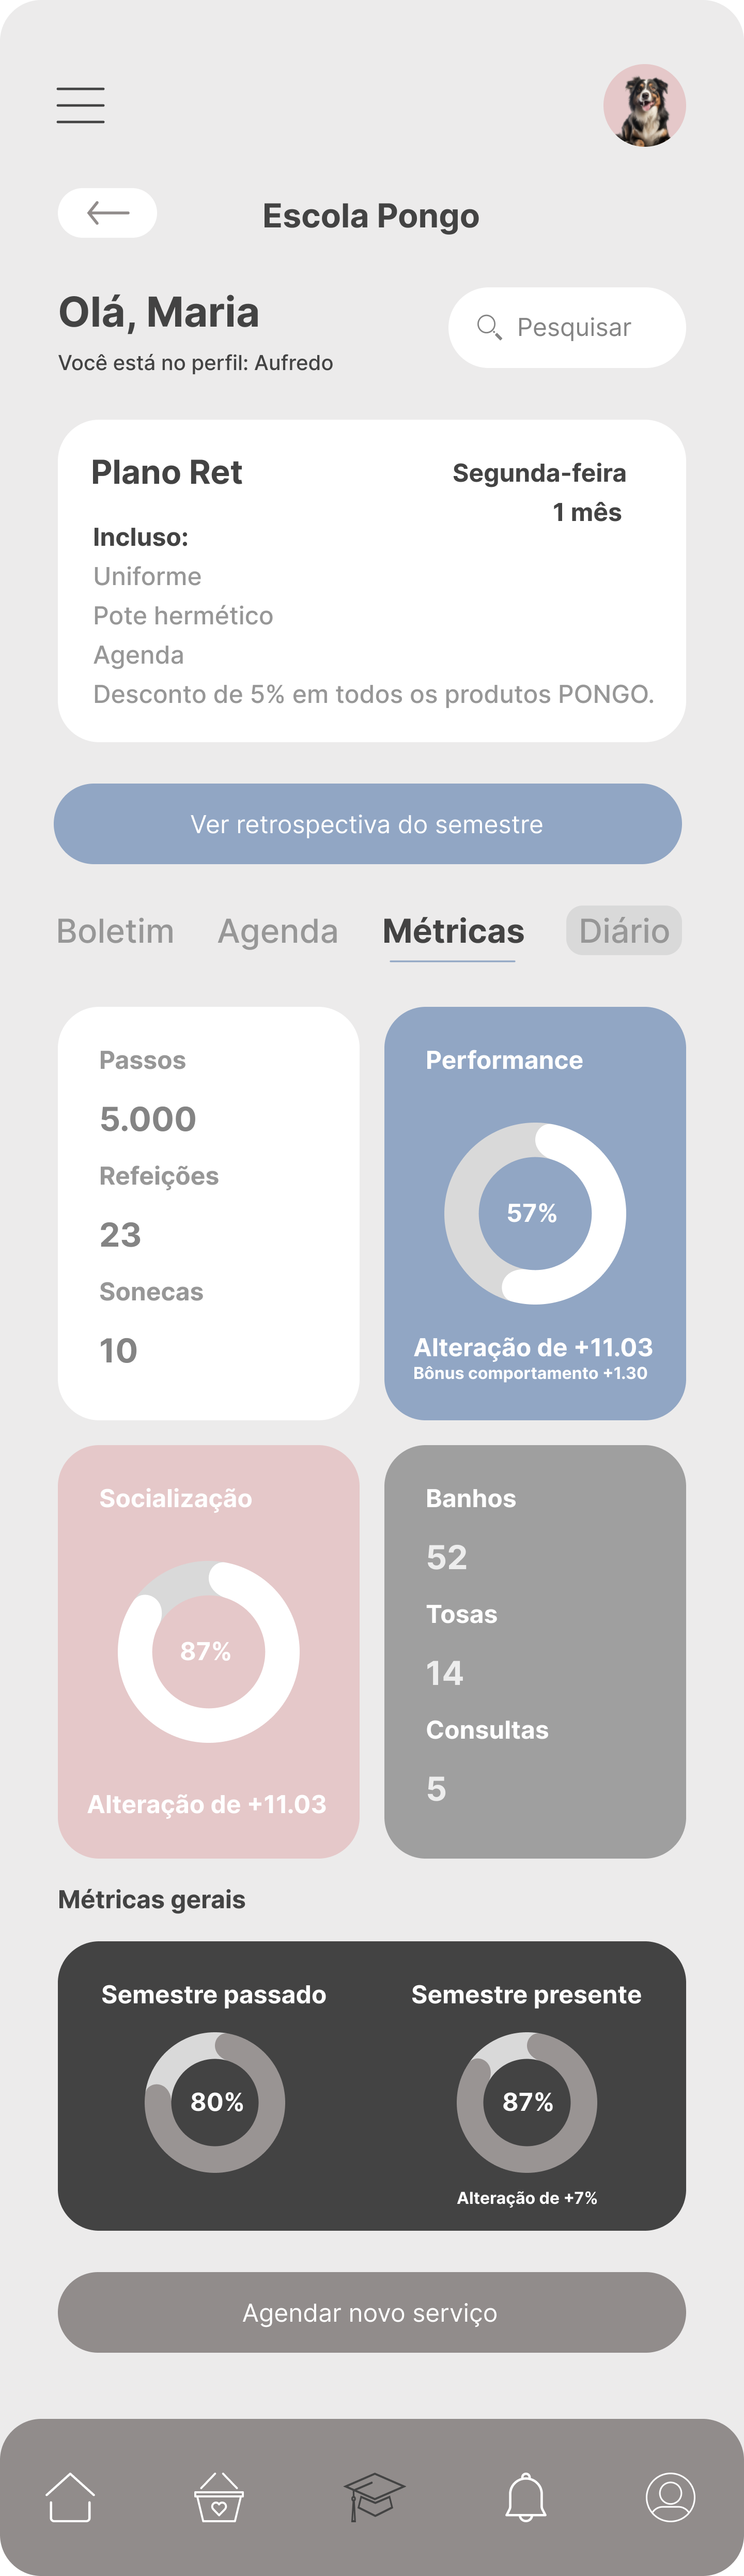 Escola Pongo
Olá, Maria
Pesquisar
Você está no perfil: Aufredo
Plano Ret
Segunda-feira
1 mês
Incluso:
Uniforme
Pote hermético
Agenda
Desconto de 5% em todos os produtos PONGO.
Ver retrospectiva do semestre
Boletim Agenda Métricas Diário
Passos
5.000
Refeições
23
Sonecas
10
Performance
57%
Alteração de +11.03
Bônus comportamento +1.30
Socialização
87%
Alteração de +11.03
Banhos
52
Tosas
14
Consultas
5
Métricas gerais
Semestre passado
80%
Semestre presente
87%
Alteração de +7%
Agendar novo serviço